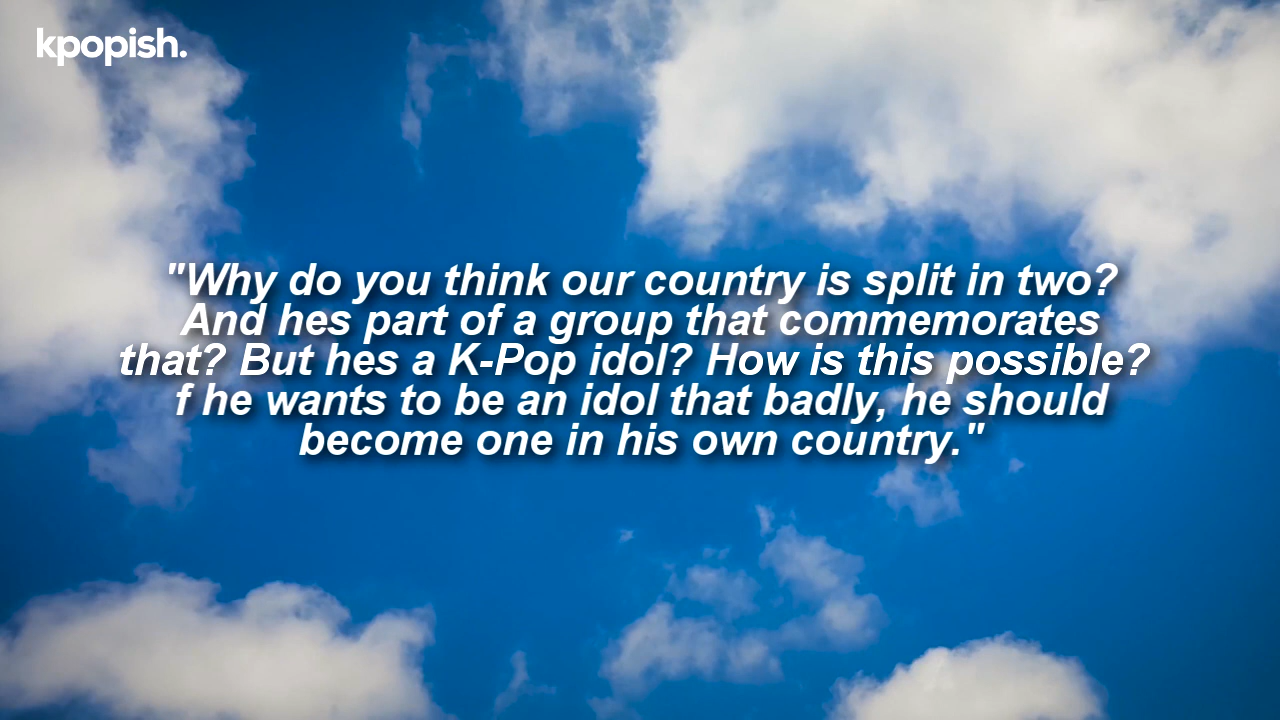 kpopish.
"Why do you think our country is split in two?
And hes part of a group that commemorates
that? But hes a K-Pop idol? How is this possible?
f he wants to be an idol that badly, he should
become one in his own country."